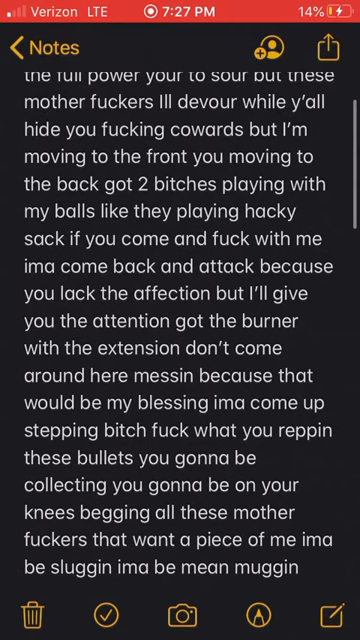 Verizon LTE 7:27 PM 14%
Notes
the full power your to sour but these
mother fuckers Ill devour while y’all
hide you fucking cowards but I’m
moving to the front you moving to
the back got 2 bitches playing with
my balls like they playing hacky
sack if you come and fuck with me
ima come back and attack because
you lack the affection but I’ll give
you the attention got the burner
with the extension don’t come
around here messin because that
would be my blessing ima come up
stepping bitch fuck what you reppin
these bullets you gonna be
collecting you gonna be on your
knees begging all these mother
fuckers that want a piece of me ima
be sluggin ima be mean muggin